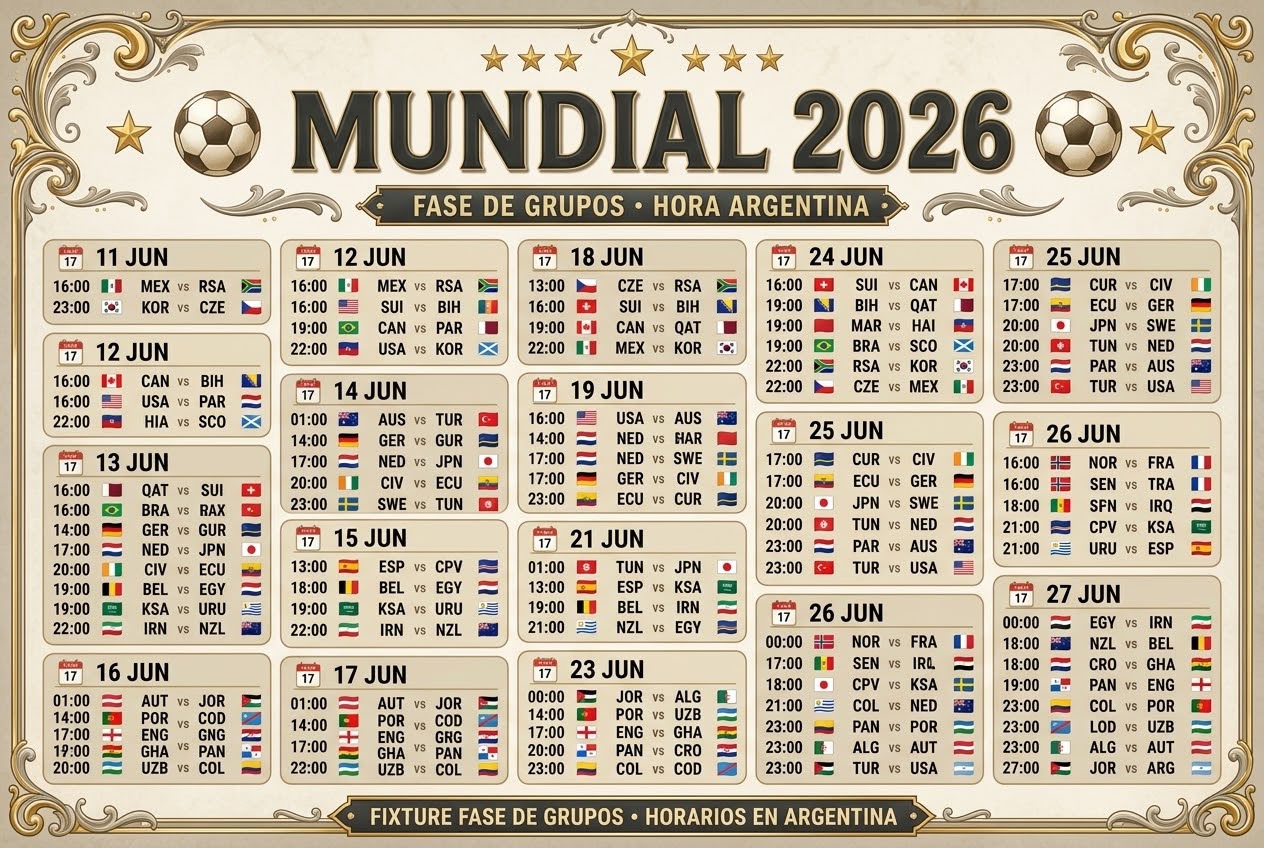 MUNDIAL 2026
FASE DE GRUPOS • HORA ARGENTINA
17 11 JUN
16:00 MEX vs RSA
23:00 KOR vs CZE
17 12 JUN
16:00 CAN vs BIH
16:00 USA vs PAR
22:00 HIA vs SCO
17 13 JUN
16:00 QAT vs SUI
16:00 BRA vs RAX
14:00 GER vs GUR
17:00 NED vs JPN
20:00 CIV vs ECU
19:00 BEL vs EGY
19:00 KSA vs URU
22:00 IRN vs NZL
17 16 JUN
01:00 AUT vs JOR
14:00 POR vs COD
17:00 ENG vs GNG
19:00 GHA vs PAN
20:00 UZB vs COL
17 12 JUN
16:00 MEX vs RSA
16:00 SUI vs BIH
19:00 CAN vs PAR
22:00 USA vs KOR
17 14 JUN
01:00 AUS vs TUR
14:00 GER vs GUR
17:00 NED vs JPN
20:00 CIV vs ECU
23:00 SWE vs TUN
17 15 JUN
13:00 ESP vs CPV
18:00 BEL vs EGY
19:00 KSA vs URU
22:00 IRN vs NZL
17 17 JUN
01:00 AUT vs JOR
14:00 POR vs COD
ENG GRG
17:00 GHA vs PAN
22:00 UZB vs COL
17 18 JUN
13:00 CZE vs RSA
16:00 SUI vs BIH
19:00 CAN vs QAT
22:00 MEX vs KOR
17 19 JUN
16:00 USA vs AUS
14:00 NED vs HAR
17:00 NED vs SWE
17:00 GER vs CIV
23:00 ECU vs CUR
17 21 JUN
01:00 TUN vs JPN
13:00 ESP vs KSA
19:00 BEL vs IRN
21:00 NZL vs EGY
17 23 JUN
00:00 JOR vs ALG
14:00 POR vs UZB
17:00 ENG vs GHA
20:00 PAN vs CRO
23:00 COL vs COD
17 24 JUN
16:00 SUI vs CAN
19:00 BIH vs QAT
19:00 MAR vs HAI
19:00 BRA vs SCO
22:00 RSA vs KOR
22:00 CZE vs MEX
17 25 JUN
17:00 CUR vs CIV
17:00 ECU vs GER
20:00 JPN vs SWE
20:00 TUN vs NED
23:00 PAR vs AUS
23:00 TUR vs USA
17 26 JUN
00:00 NOR vs FRA
17:00 SEN vs
18:00 CPV vs KSA
21:00 COL vs NED
23:00 PAN vs POR
23:00 ALG vs AUT
23:00 TUR vs USA
17 25 JUN
17:00 CUR vs CIV
17:00 ECU vs GER
20:00 JPN vs SWE
20:00 TUN vs NED
23:00 PAR vs AUS
23:00 TUR vs USA
17 26 JUN
16:00 NOR vs FRA
16:00 SEN vs TRA
18:00 SFN vs IRQ
21:00 CPV vs KSA
21:00 URU vs ESP
17 27 JUN
00:00 EGY vs IRN
18:00 NZL vs BEL
18:00 CRO vs GHA
19:00 PAN vs ENG
23:00 COL vs POR
23:00 LOD vs UZB
23:00 ALG vs AUT
27:00 JOR vs ARG
FIXTURE FASE DE GRUPOS • HORARIOS EN ARGENTINA